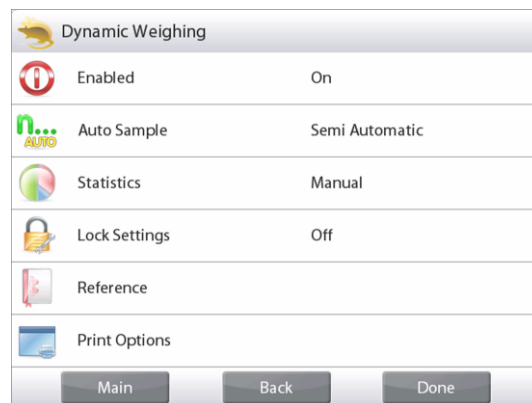 Dynamic Weighing
Enabled On
n... AUTO
Auto Sample Semi Automatic
Statistics Manual
Lock Settings Off
Reference
Print Options
Main Back Done